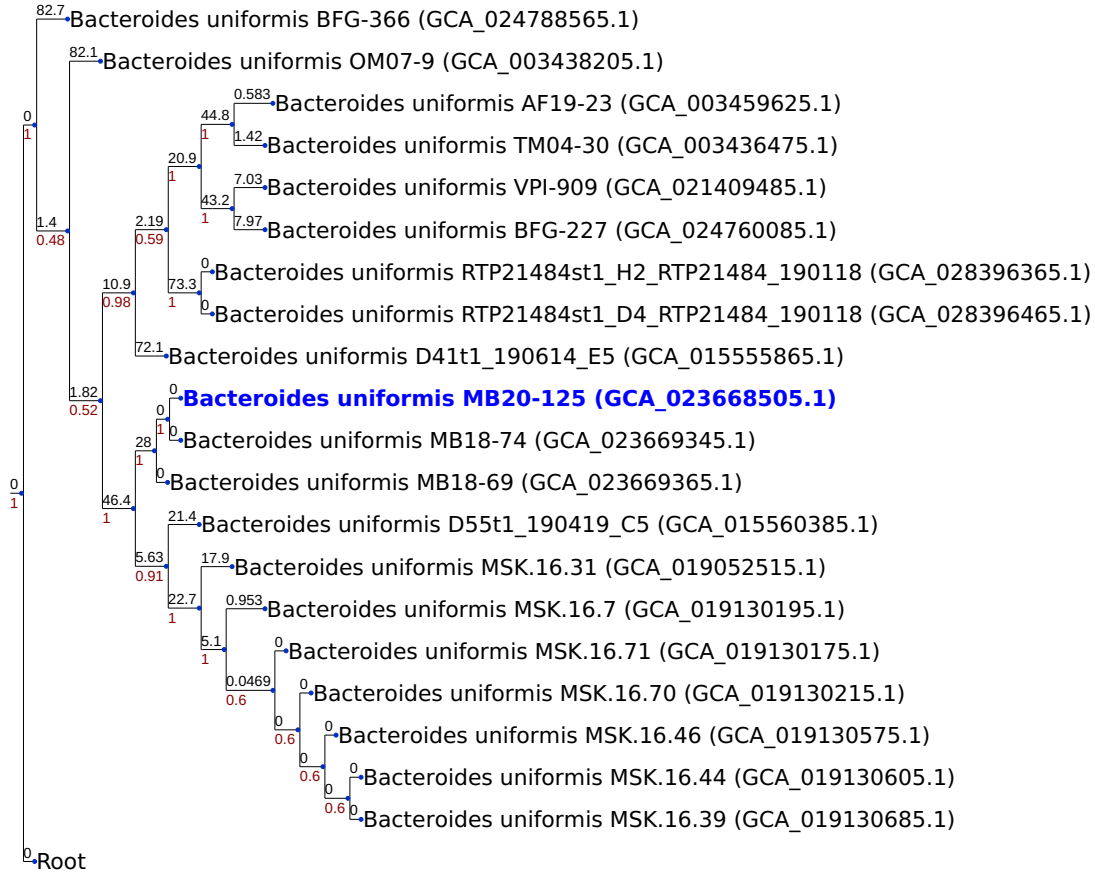 82.7 Bacteroides uniformis BFG-366 (GCA_024788565.1)
82.1 Bacteroides uniformis OM07-9 (GCA_003438205.1)
0.583 Bacteroides uniformis AF19-23 (GCA_003459625.1)
0 44.8
1 1
1.42 Bacteroides uniformis TM04-30 (GCA_003436475.1)
20.9
1
7.03 Bacteroides uniformis VPI-909 (GCA_021409485.1)
43.2
1
1.4 2.19 7.97 Bacteroides uniformis BFG-227 (GCA_024760085.1)
0.48 0.59
0 Bacteroides uniformis RTP21484st1_H2_RTP21484_190118 (GCA_028396365.1)
10.9 73.3
0.98 1
0 Bacteroides uniformis RTP21484st1_D4_RTP21484_190118 (GCA_028396465.1)
72.1 Bacteroides uniformis D41t1_190614_E5 (GCA_015555865.1)
1.82 0 Bacteroides uniformis MB20-125 (GCA_023668505.1)
0.52
0
1
28 0 Bacteroides uniformis MB18-74 (GCA_023669345.1)
1
0 0 Bacteroides uniformis MB18-69 (GCA_023669365.1)
1
46.4
1
21.4 Bacteroides uniformis D55t1_190419_C5 (GCA_015560385.1)
5.63 17.9 Bacteroides uniformis MSK.16.31 (GCA_019052515.1)
0.91
22.7 0.953 Bacteroides uniformis MSK.16.7 (GCA_019130195.1)
1
5.1 0 Bacteroides uniformis MSK.16.71 (GCA_019130175.1)
1
0.0469 0 Bacteroides uniformis MSK.16.70 (GCA_019130215.1)
0.6
0 0 Bacteroides uniformis MSK.16.46 (GCA_019130575.1)
0.6
0 0 Bacteroides uniformis MSK.16.44 (GCA_019130605.1)
0.6
0
0.6
0 Bacteroides uniformis MSK.16.39 (GCA_019130685.1)
0 Root